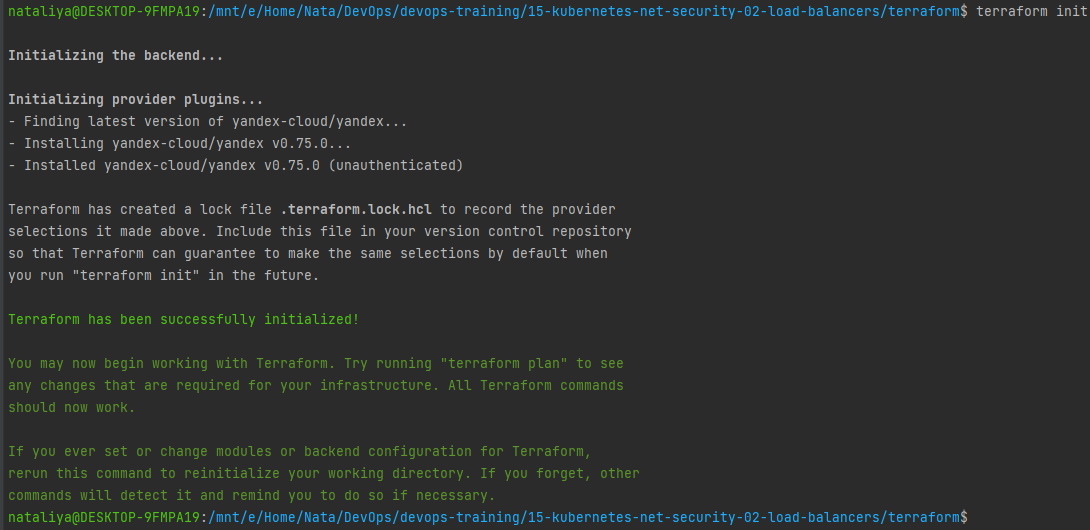 nataliya@DESKTOP-9FMPA19:/mnt/e/Home/Nata/DevOps/devops-training/15-kubernetes-net-security-02-load-balancers/terraform$ terraform init
Initializing the backend...
Initializing provider plugins...
- Finding latest version of yandex-cloud/yandex...
- Installing yandex-cloud/yandex v0.75.0...
- Installed yandex-cloud/yandex v0.75.0 (unauthenticated)
Terraform has created a lock file .terraform.lock.hcl to record the provider
selections it made above. Include this file in your version control repository
so that Terraform can guarantee to make the same selections by default when
you run "terraform init" in the future.
Terraform has been successfully initialized!
You may now begin working with Terraform. Try running "terraform plan" to see
any changes that are required for your infrastructure. All Terraform commands
should now work.
If you ever set or change modules or backend configuration for Terraform,
rerun this command to reinitialize your working directory. If you forget, other
commands will detect it and remind you to do so if necessary.
nataliya@DESKTOP-9FMPA19:/mnt/e/Home/Nata/DevOps/devops-training/15-kubernetes-net-security-02-load-balancers/terraform$